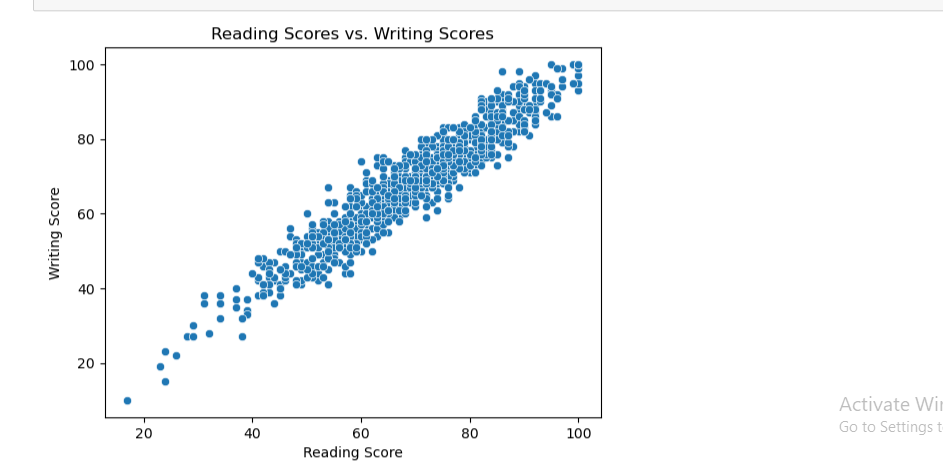 Reading Scores vs. Writing Scores
100
80
60
40
20
Writing Score
20 40 60 80 100
Reading Score
Activate Wi
Go to Settings t